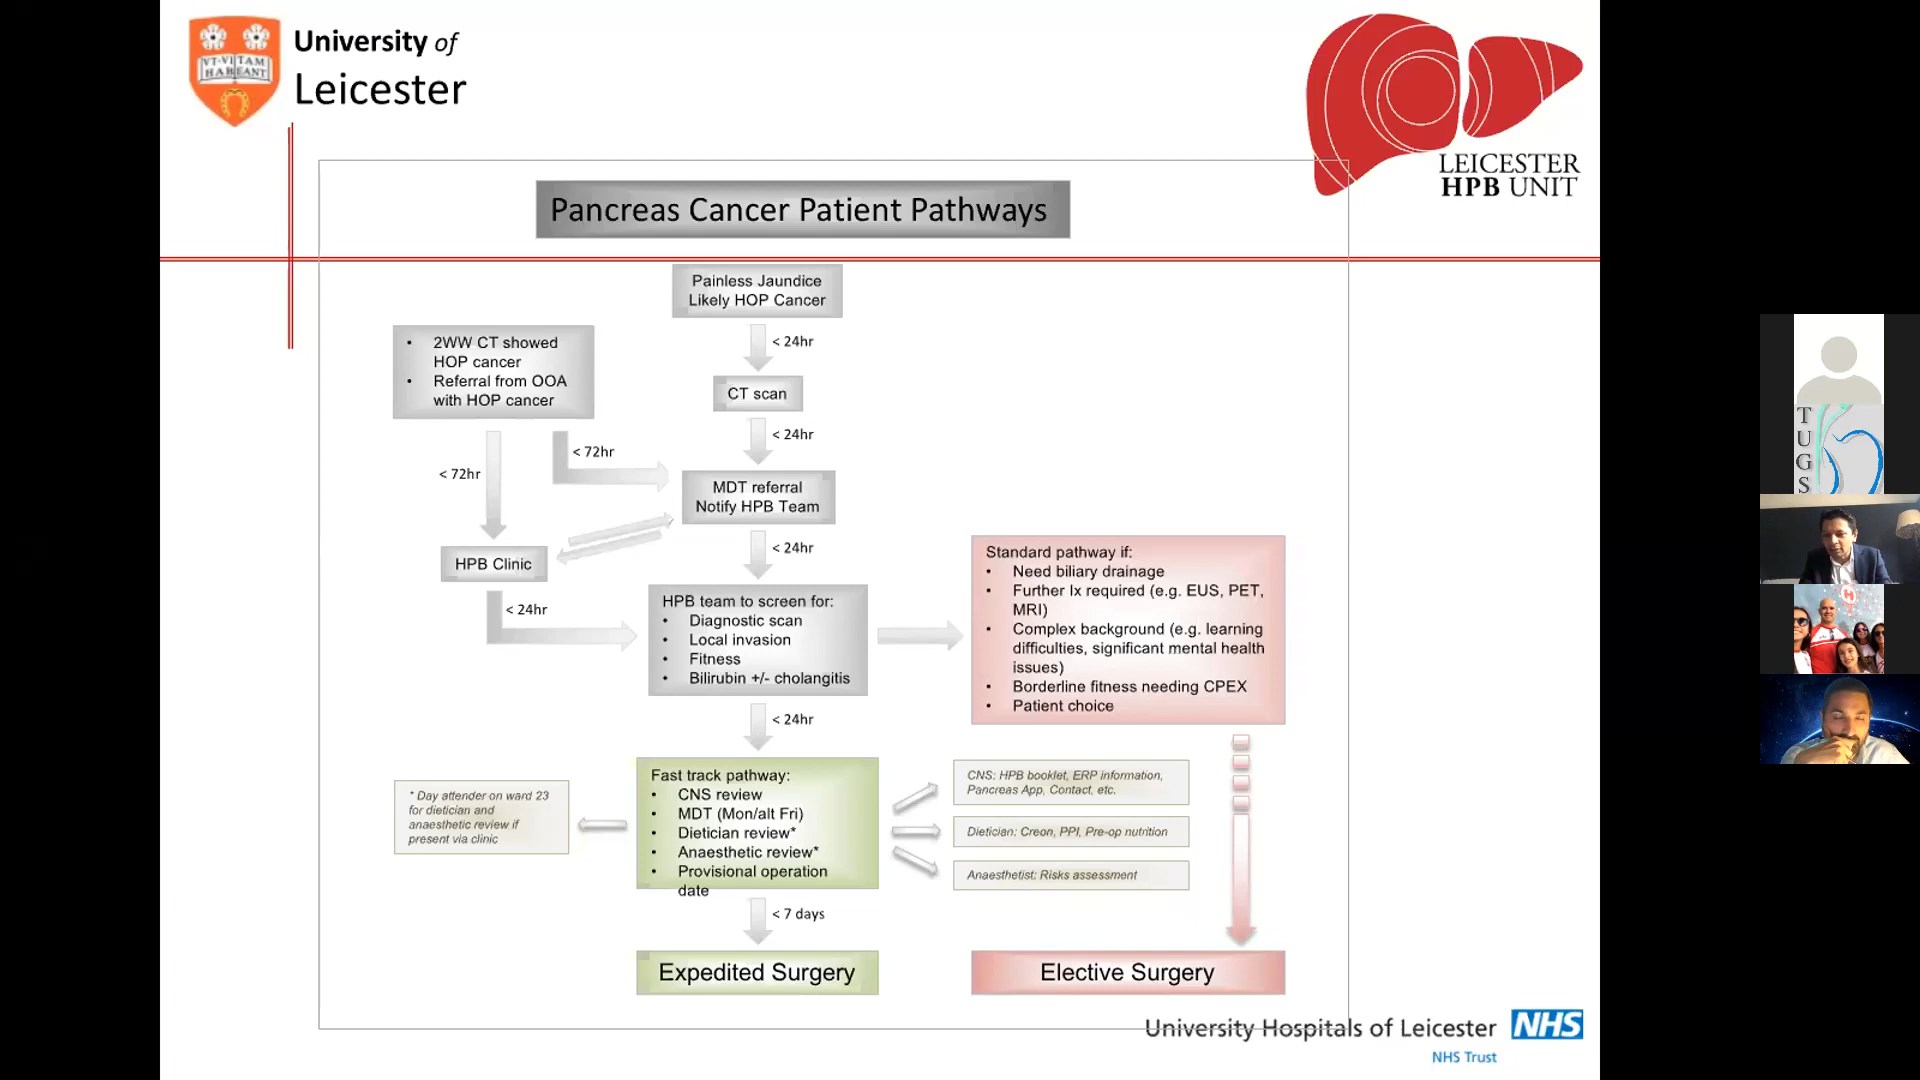 University of
Leicester
VT·VI TAM
HAB EANT
LEICESTER
HPB UNIT
Pancreas Cancer Patient Pathways
Painless Jaundice
Likely HOP Cancer
< 24hr
• 2WW CT showed
HOP cancer
• Referral from OOA
with HOP cancer
CT scan
< 24hr
< 72hr
< 72hr
MDT referral
Notify HPB Team
< 24hr
HPB Clinic
< 24hr
HPB team to screen for:
• Diagnostic scan
• Local invasion
• Fitness
• Bilirubin +/- cholangitis
Standard pathway if:
• Need biliary drainage
• Further Ix required (e.g. EUS, PET,
MRI)
• Complex background (e.g. learning
difficulties, significant mental health
issues)
• Borderline fitness needing CPEX
• Patient choice
< 24hr
Fast track pathway:
• CNS review
• MDT (Mon/alt Fri)
• Dietician review*
• Anaesthetic review*
• Provisional operation
date
* Day attender on ward 23
for dietician and
anaesthetic review if
present via clinic
CNS: HPB booklet, ERP information,
Pancreas App, Contact, etc.
Dietician: Creon, PPI, Pre-op nutrition
Anaesthetist: Risks assessment
< 7 days
Expedited Surgery
Elective Surgery
University Hospitals of Leicester NHS
NHS Trust
T
U
G
S
H